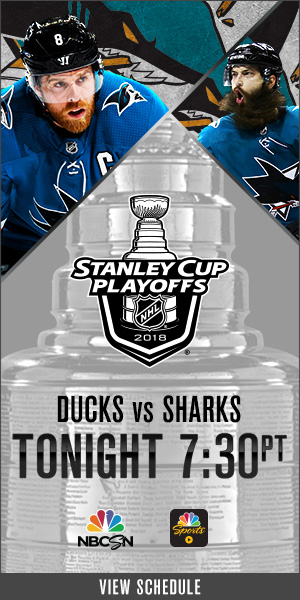 8
C
STANLEY CUP
PLAYOFFS
NHL
2018
®
DUCKS vs SHARKS
TONIGHT 7:30PT
NBCSN
Sports
VIEW SCHEDULE